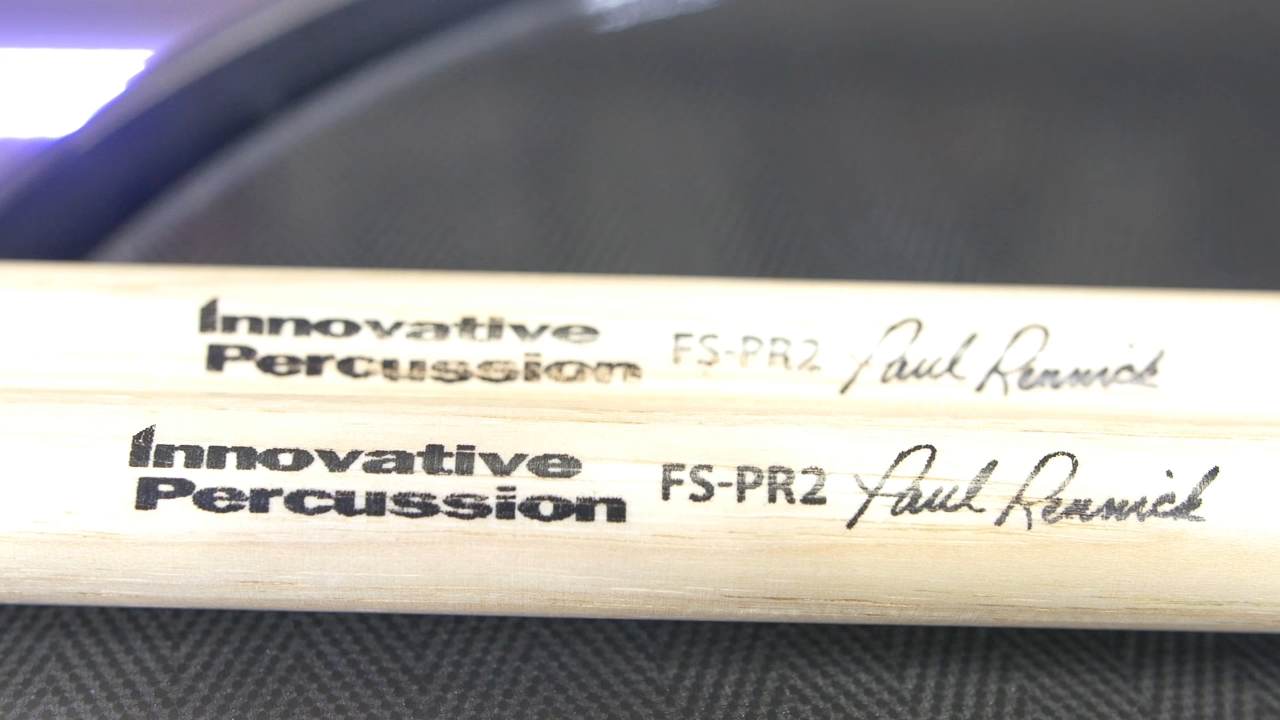 Innovative
Percussion
FS-PR2
Paul Rennick
Innovative
Percussion
FS-PR2
Paul Rennick